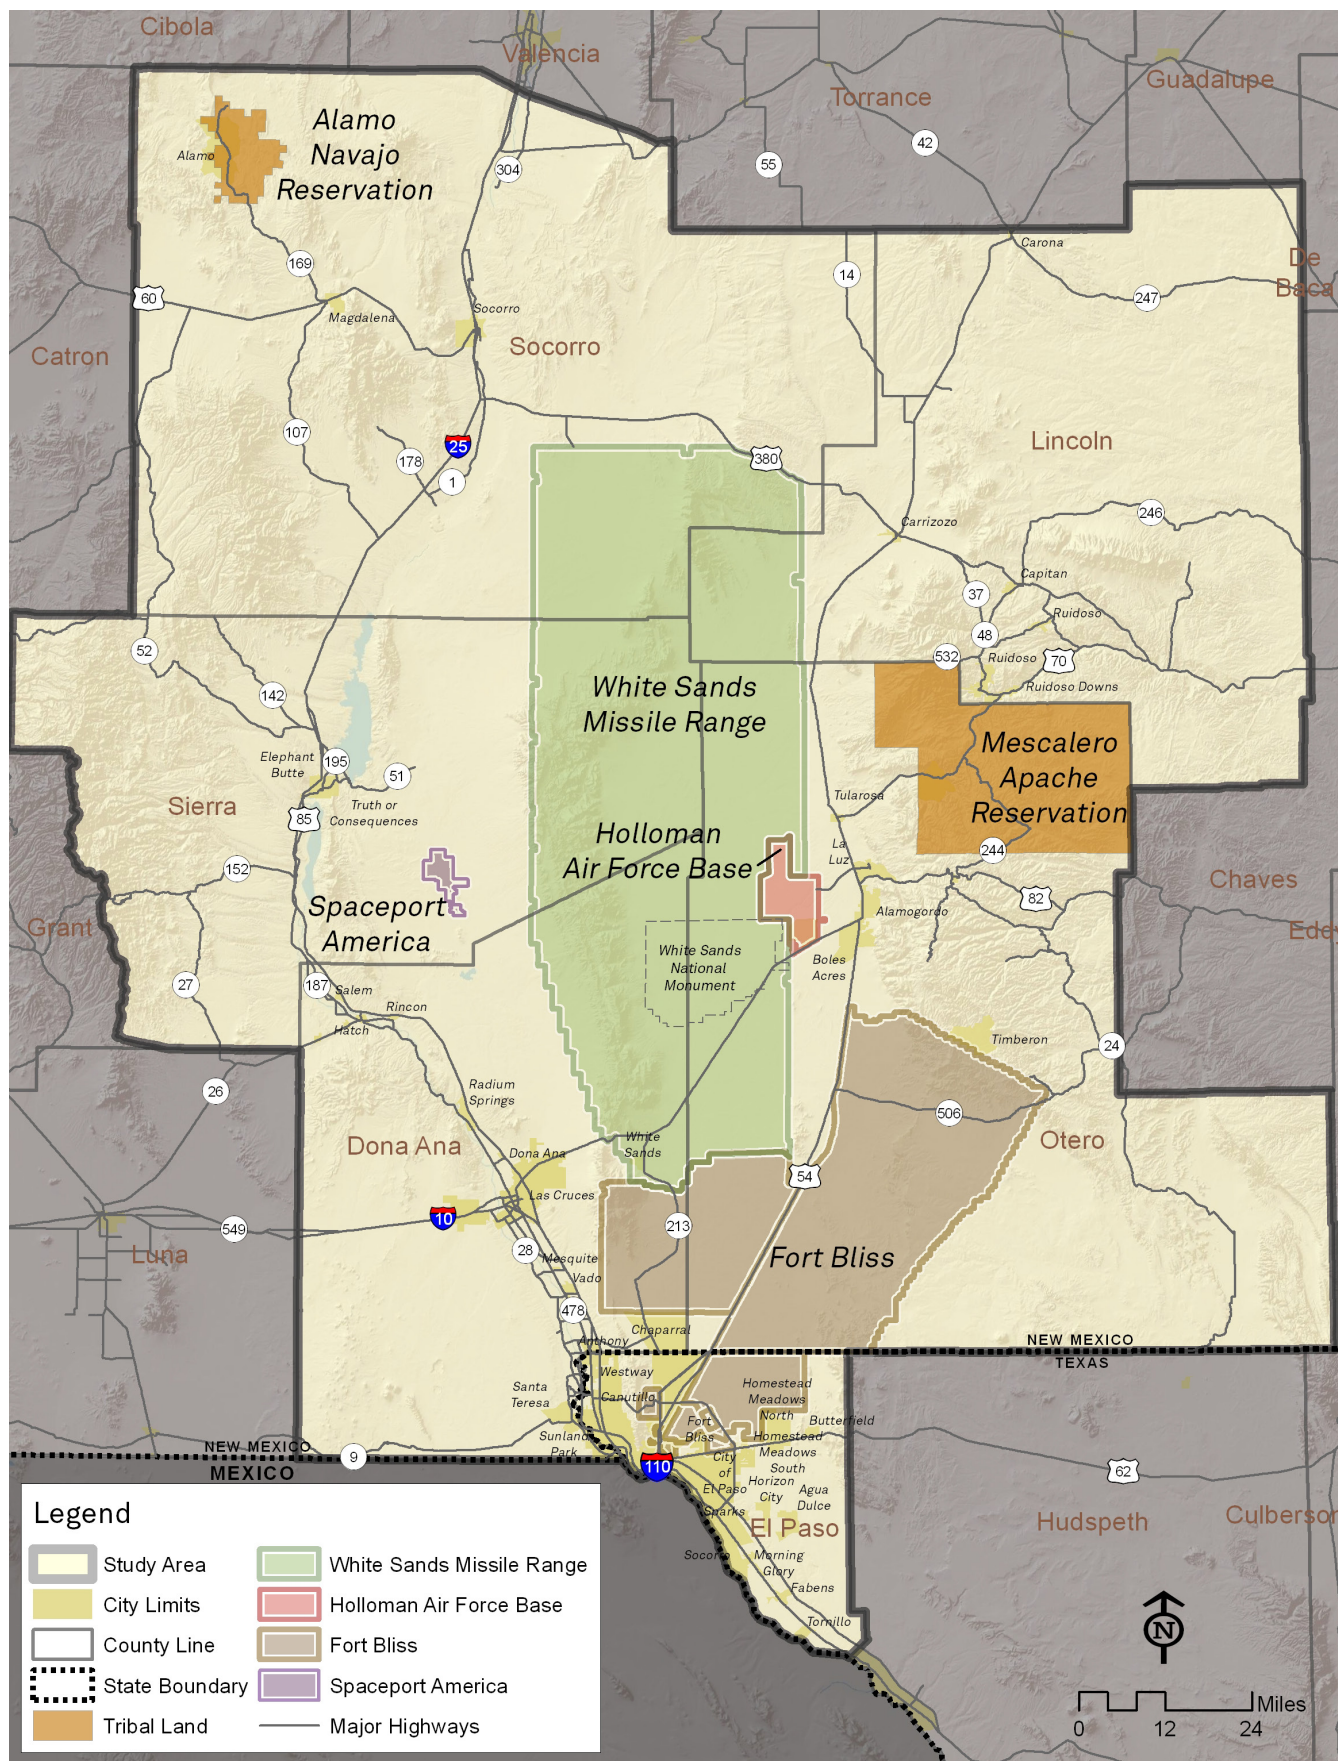 Cibola
Valencia
Torrance
Guadalupe
Alamo
Navajo
Reservation
Alamo
304
55
42
Carona
De
Baca
169
14
247
60
Magdalena
Socorro
Socorro
Catron
107
Lincoln
25
178
1
380
246
Carrizozo
Capitan
37
Ruidoso
48
52
532
Ruidoso
70
142
White Sands
Missile Range
Ruidoso Downs
Mescalero
Apache
Reservation
Elephant
Butte
195
51
Sierra
Truth or
Consequences
85
Tularosa
Holloman
Air Force Base
La
Luz
244
152
Chaves
82
Spaceport
America
Alamogordo
Grant
Eddy
White Sands
National
Monument
Boles
Acres
27
187
Salem
Rincon
Hatch
Timberon
24
26
Radium
Springs
506
White
Sands
Dona Ana
Otero
Dona Ana
54
Las Cruces
10
213
549
Luna
28
Mesquite
Fort Bliss
Vado
478
Chaparral
Anthony
NEW MEXICO
TEXAS
Westway
Santa
Teresa
Canutillo
Homestead
Meadows
North
Fort
Bliss
Butterfield
Sunland
Park
Homestead
Meadows
South
NEW MEXICO
MEXICO
9
110
City
of
El Paso
Horizon
City
Agua
Dulce
62
Sparks
El Paso
Hudspeth
Culberson
Socorro
Morning
Glory
Fabens
Tornillo
Legend
Study Area
City Limits
County Line
State Boundary
Tribal Land
White Sands Missile Range
Holloman Air Force Base
Fort Bliss
Spaceport America
Major Highways
N
Miles
0
12
24